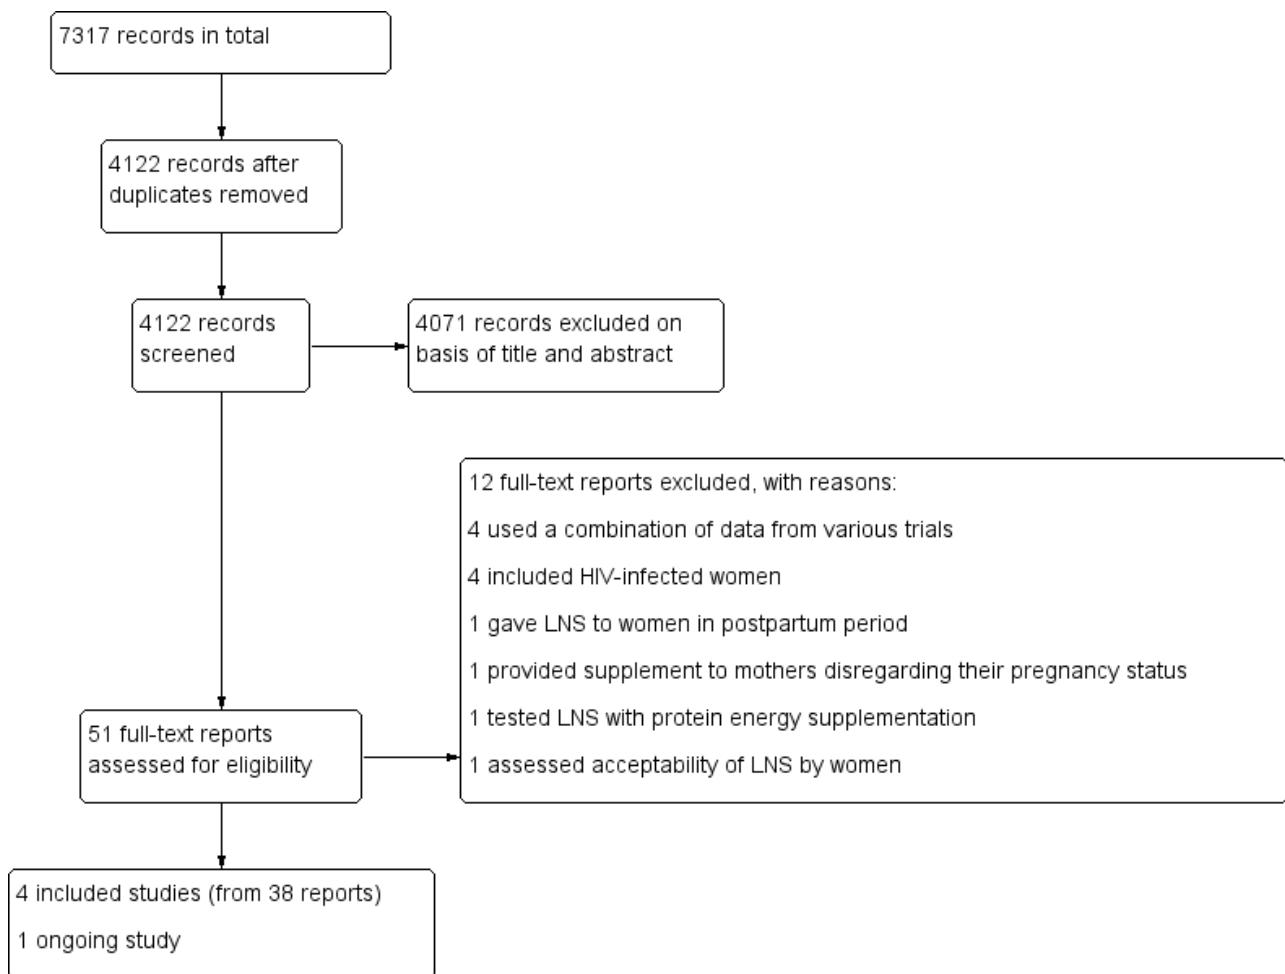 7317 records in total
4122 records after
duplicates removed
4122 records
screened
4071 records excluded on
basis of title and abstract
12 full-text reports excluded, with reasons:
4 used a combination of data from various trials
4 included HIV-infected women
1 gave LNS to women in postpartum period
1 provided supplement to mothers disregarding their pregnancy status
1 tested LNS with protein energy supplementation
1 assessed acceptability of LNS by women
51 full-text reports
assessed for eligibility
4 included studies (from 38 reports)
1 ongoing study